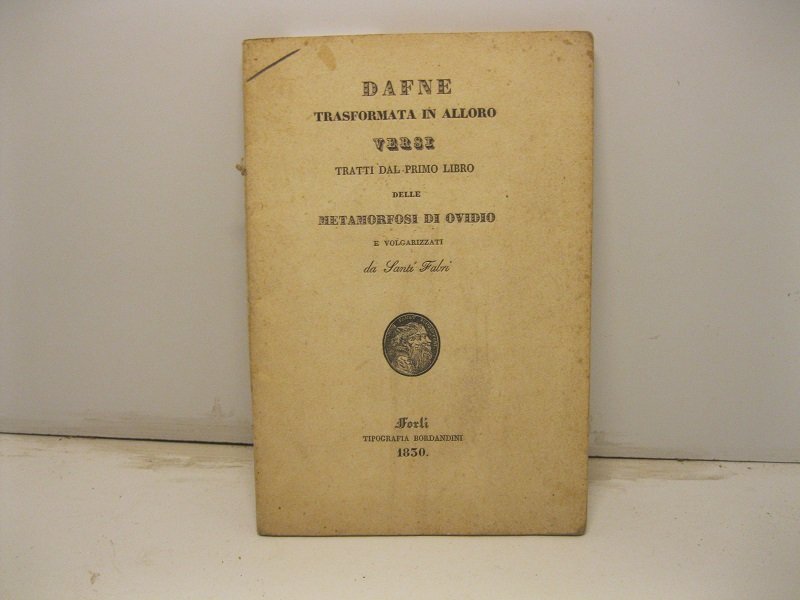 DAFNE
TRASFORMATA IN ALLORO
VERSI
TRATTI DAL PRIMO LIBRO
DELLE
METAMORFOSI DI OVIDIO
E VOLGARIZZATI
da Santi Fabri
Forlì
TIPOGRAFIA BORDANDINI
1830.